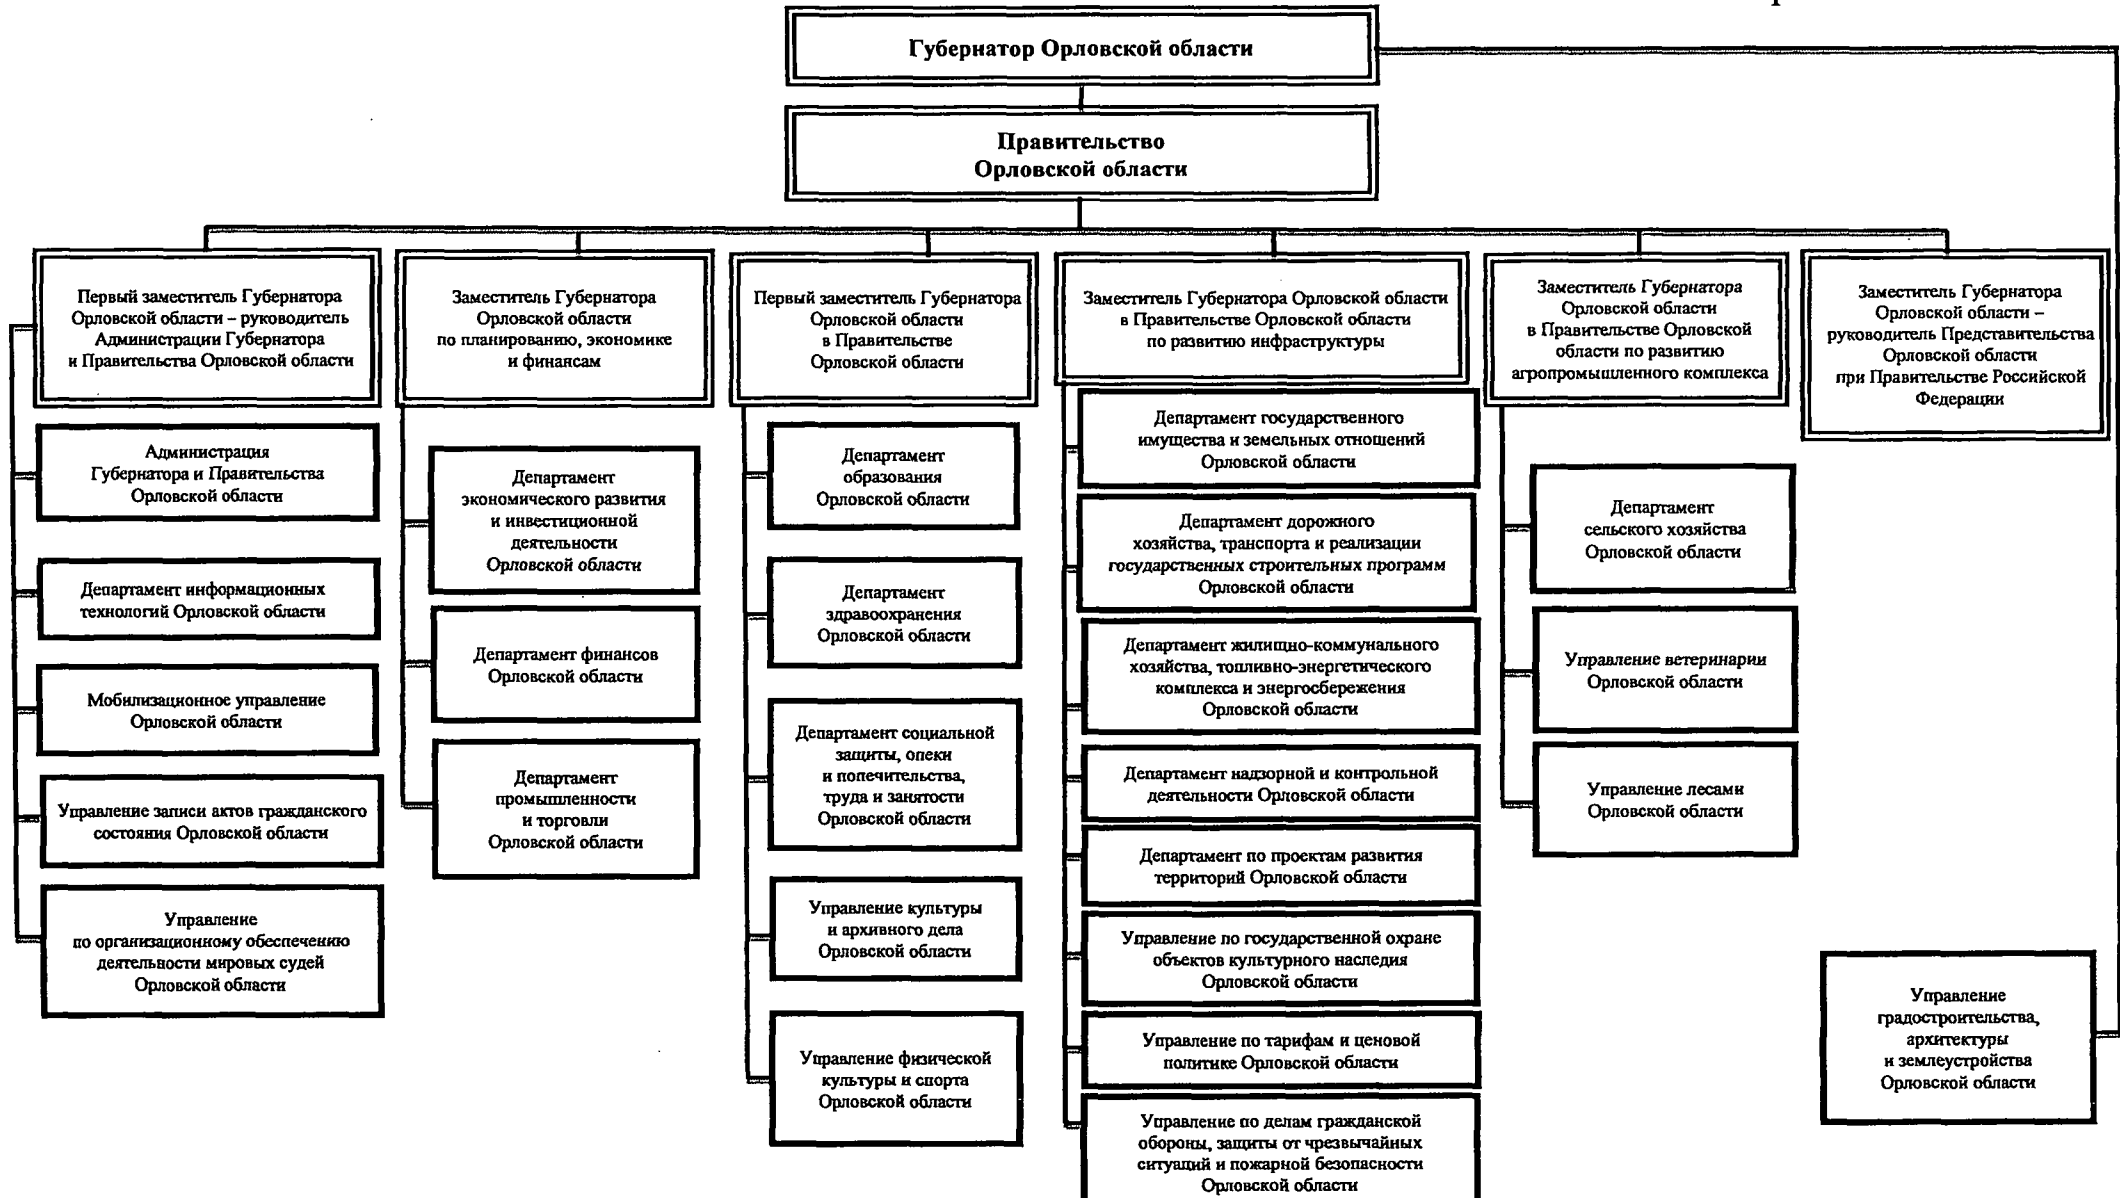 Губернатор Орловской области
Правительство
Орловской области
Первый заместитель Губернатора
Орловской области – руководитель
Администрации Губернатора
и Правительства Орловской области
Администрация
Губернатора и Правительства
Орловской области
Департамент информационных
технологий Орловской области
Мобилизационное управление
Орловской области
Управление записи актов гражданского
состояния Орловской области
Управление
по организационному обеспечению
деятельности мировых судей
Орловской области
Заместитель Губернатора
Орловской области
по планированию, экономике
и финансам
Департамент
экономического развития
и инвестиционной
деятельности
Орловской области
Департамент финансов
Орловской области
Департамент
промышленности
и торговли
Орловской области
Первый заместитель Губернатора
Орловской области
в Правительстве
Орловской области
Департамент
образования
Орловской области
Департамент
здравоохранения
Орловской области
Департамент социальной
защиты, опеки
и попечительства,
труда и занятости
Орловской области
Управление культуры
и архивного дела
Орловской области
Управление физической
культуры и спорта
Орловской области
Заместитель Губернатора Орловской области
в Правительстве Орловской области
по развитию инфраструктуры
Департамент государственного
имущества и земельных отношений
Орловской области
Департамент дорожного
хозяйства, транспорта и реализации
государственных строительных программ
Орловской области
Департамент жилищно-коммунального
хозяйства, топливно-энергетического
комплекса и энергосбережения
Орловской области
Департамент надзорной и контрольной
деятельности Орловской области
Департамент по проектам развития
территорий Орловской области
Управление по государственной охране
объектов культурного наследия
Орловской области
Управление по тарифам и ценовой
политике Орловской области
Управление по делам гражданской
обороны, защиты от чрезвычайных
ситуаций и пожарной безопасности
Орловской области
Заместитель Губернатора
Орловской области
в Правительстве Орловской
области по развитию
агропромышленного комплекса
Департамент
сельского хозяйства
Орловской области
Управление ветеринарии
Орловской области
Управление лесами
Орловской области
Заместитель Губернатора
Орловской области –
руководитель Представительства
Орловской области
при Правительстве Российской
Федерации
Управление
градостроительства,
архитектуры
и землеустройства
Орловской области